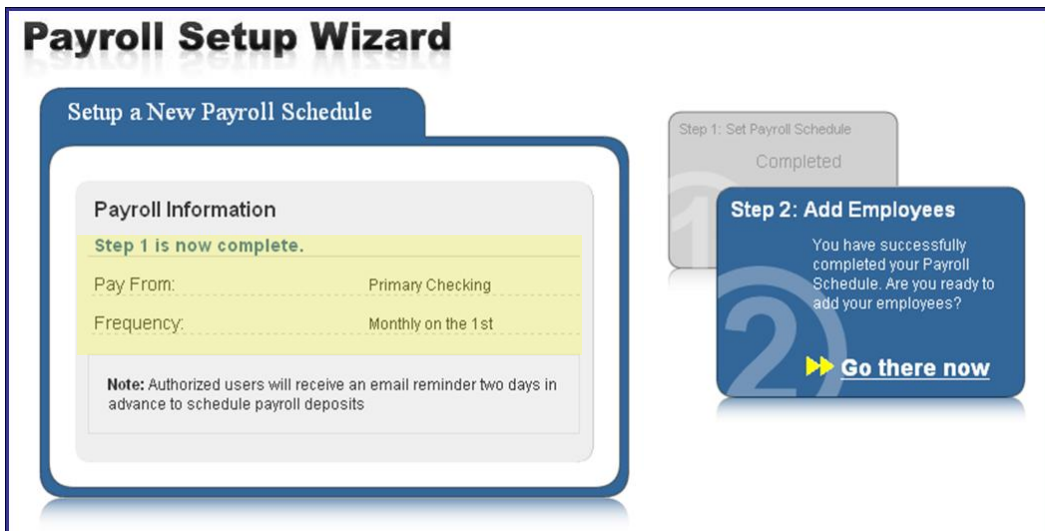 Payroll Setup Wizard
Setup a New Payroll Schedule
Payroll Information
Step 1 is now complete.
Pay From: Primary Checking
Frequency: Monthly on the 1st
Note: Authorized users will receive an email reminder two days in
advance to schedule payroll deposits
Step 1: Set Payroll Schedule
Completed
1
Step 2: Add Employees
You have successfully
completed your Payroll
Schedule. Are you ready to
add your employees?
2
Go there now